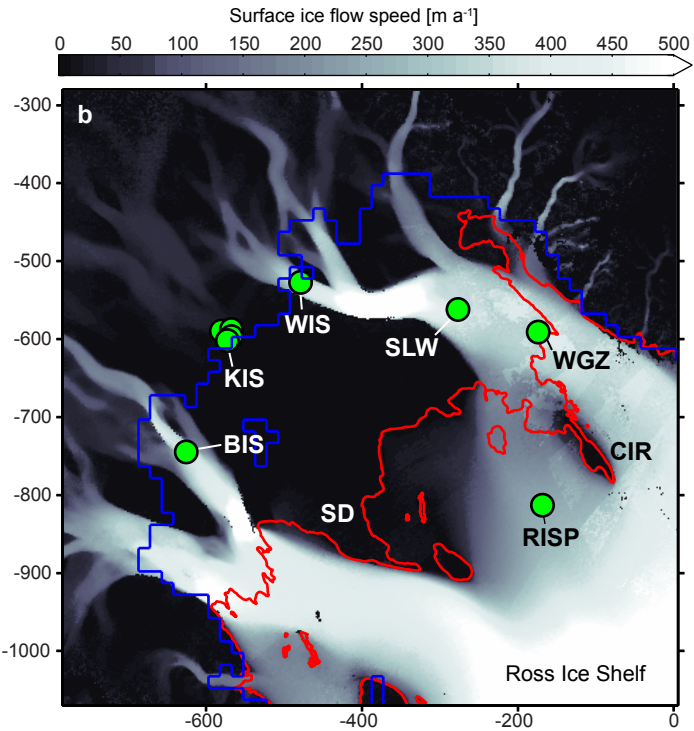 Surface ice flow speed [m a⁻¹]
0 50 100 150 200 250 300 350 400 450 500
b
-300
-400
-500
-600
-700
-800
-900
-1000
WIS
SLW
WGZ
KIS
BIS
CIR
SD
RISP
Ross Ice Shelf
-600 -400 -200 0